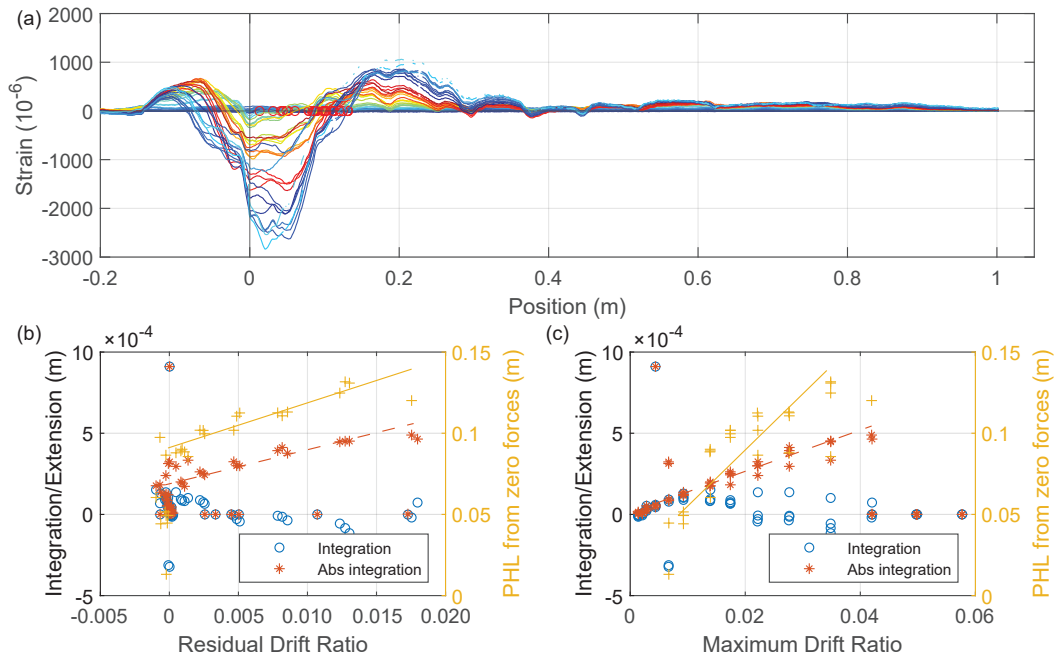 (a)
2000
1000
0
-1000
-2000
-3000
Strain (10-6)
-0.2 0 0.2 0.4 0.6 0.8 1
Position (m)
(b)
×10-4
10
5
0
-5
Integration/Extension (m)
0.15
0.1
0.05
0
PHL from zero forces (m)
Integration
Abs integration
-0.005 0 0.005 0.010 0.015 0.020
Residual Drift Ratio
(c)
×10-4
10
5
0
-5
Integration/Extension (m)
0.15
0.1
0.05
0
PHL from zero forces (m)
Integration
Abs integration
0 0.02 0.04 0.06
Maximum Drift Ratio